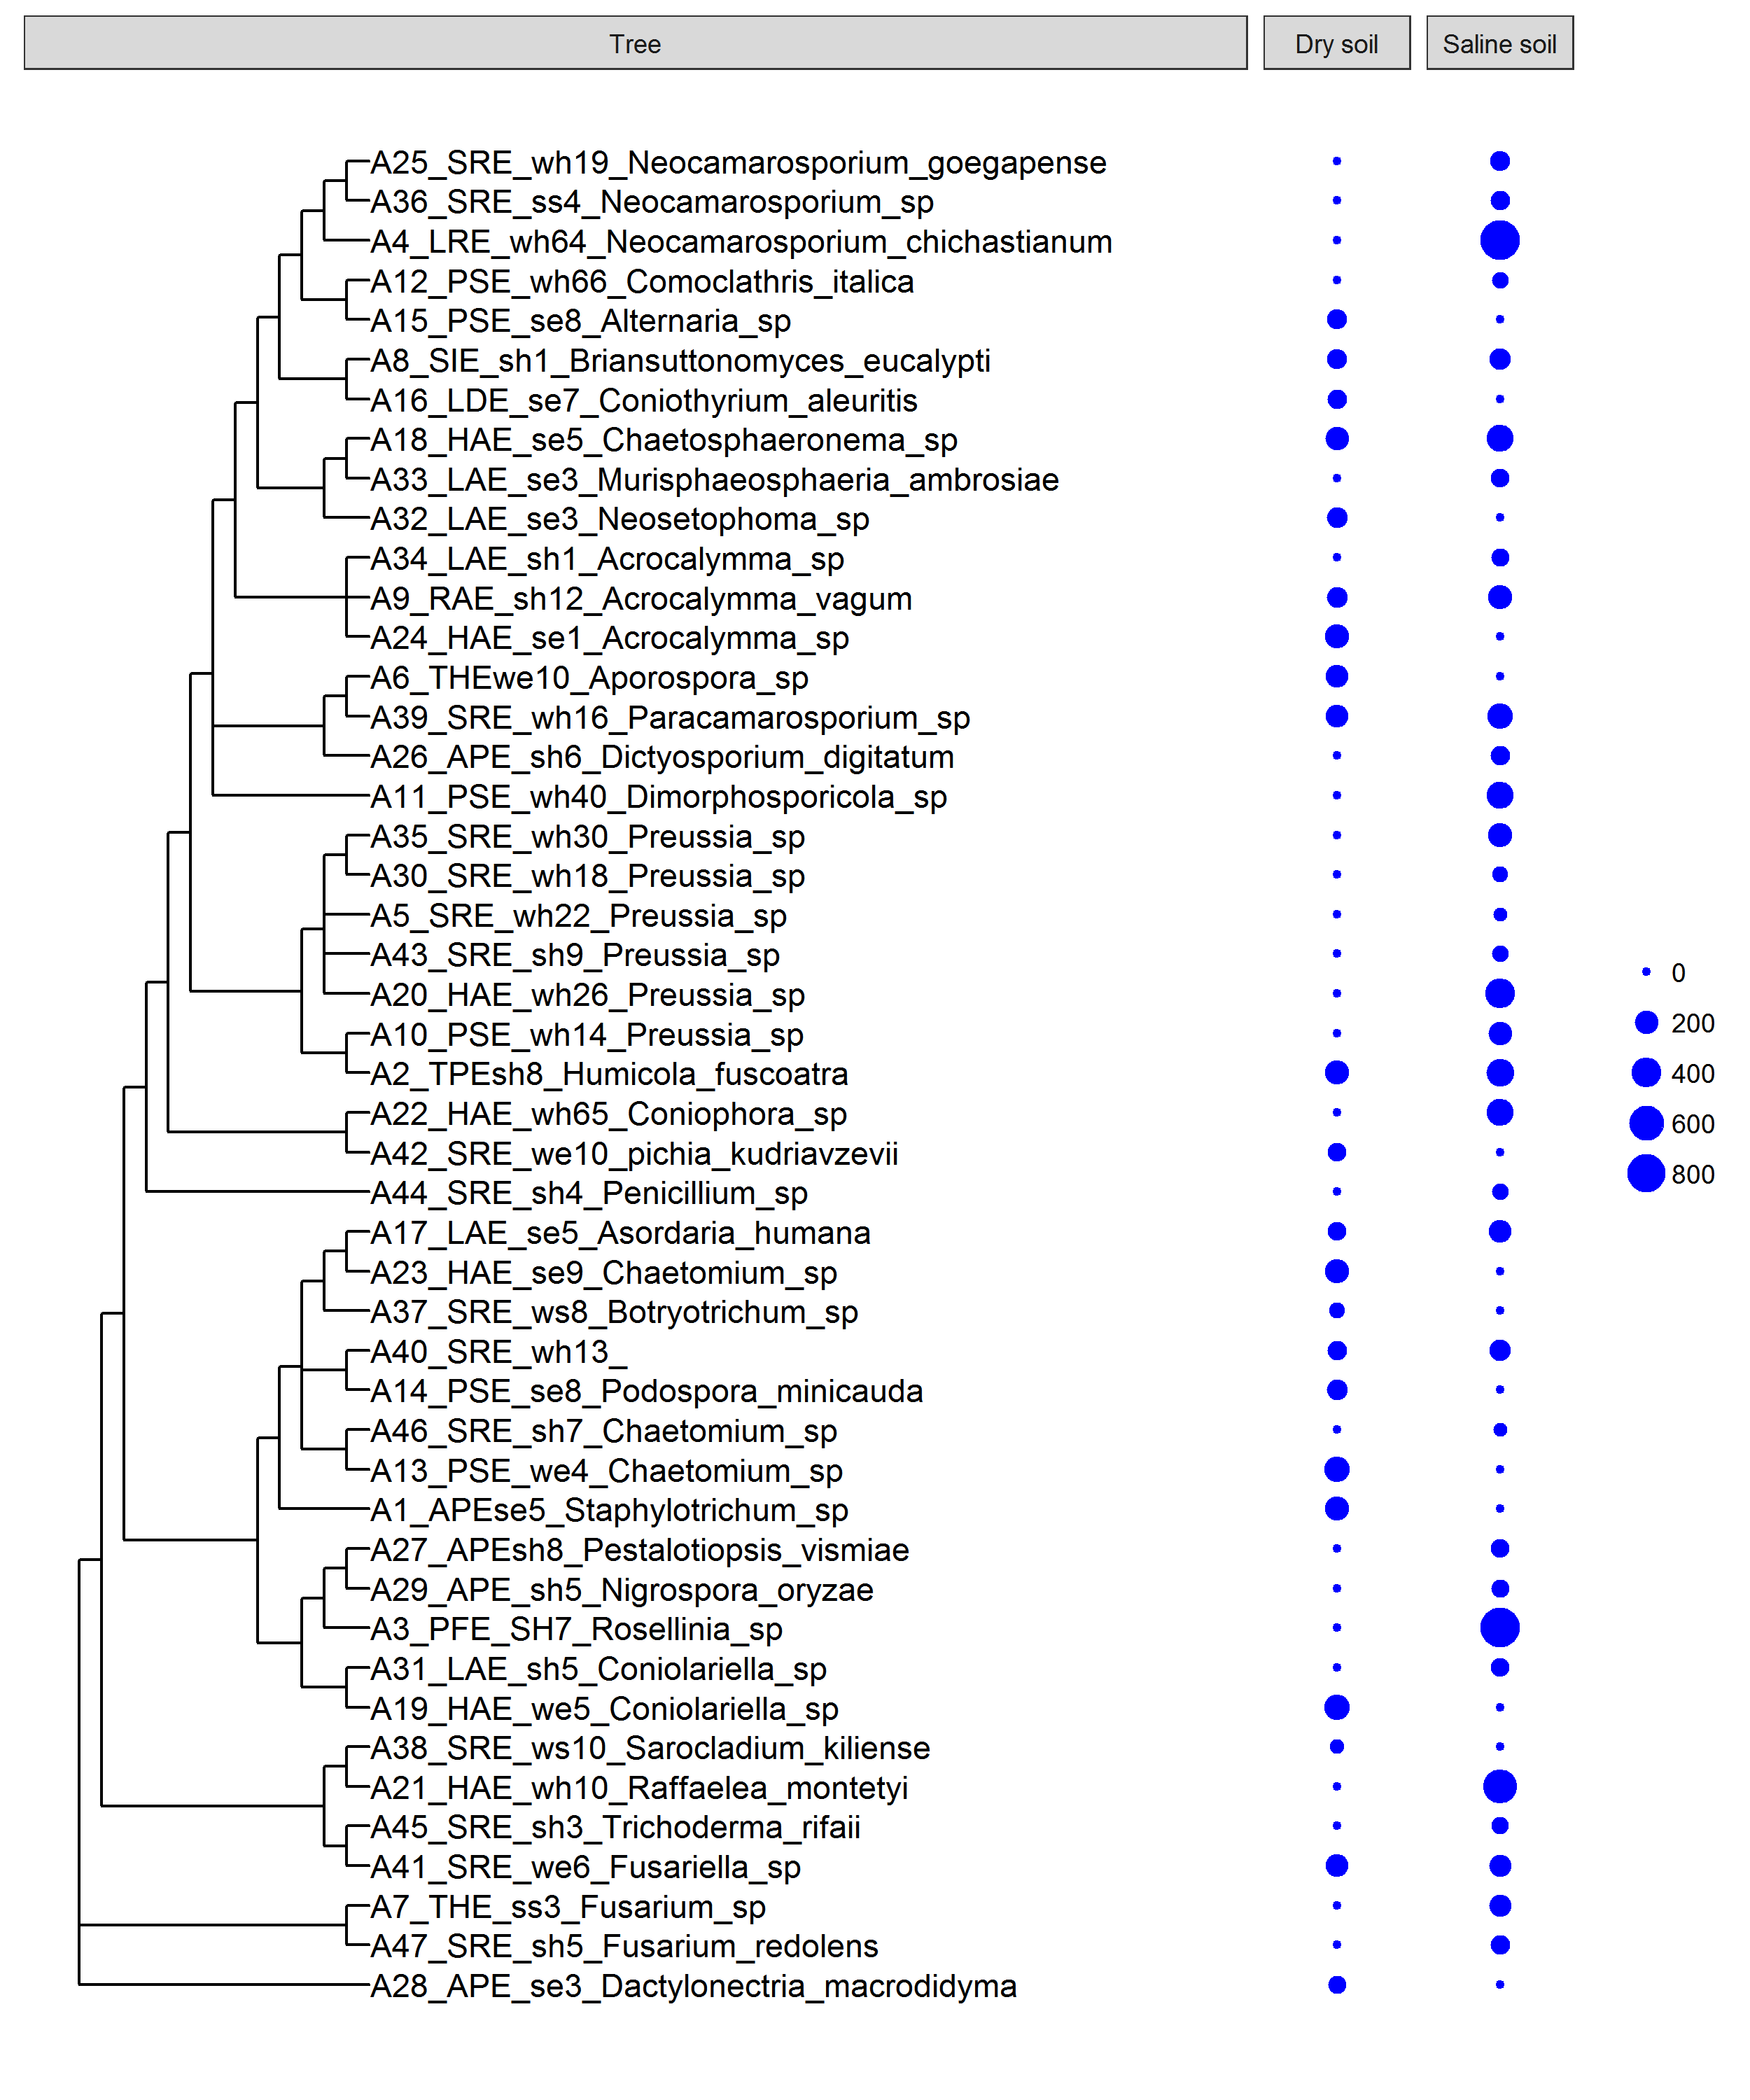 Tree Dry soil Saline soil
A25_SRE_wh19_Neocamarosporium_goegapense
A36_SRE_ss4_Neocamarosporium_sp
A4_LRE_wh64_Neocamarosporium_chichastianum
A12_PSE_wh66_Comoclathris_italica
A15_PSE_se8_Alternaria_sp
A8_SIE_sh1_Briansuttonomyces_eucalypti
A16_LDE_se7_Coniothyrium_aleuritis
A18_HAE_se5_Chaetosphaeronema_sp
A33_LAE_se3_Murisphaeosphaeria_ambrosiae
A32_LAE_se3_Neosetophoma_sp
A34_LAE_sh1_Acrocalymma_sp
A9_RAE_sh12_Acrocalymma_vagum
A24_HAE_se1_Acrocalymma_sp
A6_THEwe10_Aporospora_sp
A39_SRE_wh16_Paracamarosporium_sp
A26_APE_sh6_Dictyosporium_digitatum
A11_PSE_wh40_Dimorphosporicola_sp
A35_SRE_wh30_Preussia_sp
A30_SRE_wh18_Preussia_sp
A5_SRE_wh22_Preussia_sp
A43_SRE_sh9_Preussia_sp
A20_HAE_wh26_Preussia_sp
A10_PSE_wh14_Preussia_sp
A2_TPEsh8_Humicola_fuscoatra
A22_HAE_wh65_Coniophora_sp
A42_SRE_we10_pichia_kudriavzevii
A44_SRE_sh4_Penicillium_sp
A17_LAE_se5_Asordaria_humana
A23_HAE_se9_Chaetomium_sp
A37_SRE_ws8_Botryotrichum_sp
A40_SRE_wh13_
A14_PSE_se8_Podospora_minicauda
A46_SRE_sh7_Chaetomium_sp
A13_PSE_we4_Chaetomium_sp
A1_APEse5_Staphylotrichum_sp
A27_APEsh8_Pestalotiopsis_vismiae
A29_APE_sh5_Nigrospora_oryzae
A3_PFE_SH7_Rosellinia_sp
A31_LAE_sh5_Coniolariella_sp
A19_HAE_we5_Coniolariella_sp
A38_SRE_ws10_Sarocladium_kiliense
A21_HAE_wh10_Raffaelea_montetyi
A45_SRE_sh3_Trichoderma_rifaii
A41_SRE_we6_Fusariella_sp
A7_THE_ss3_Fusarium_sp
A47_SRE_sh5_Fusarium_redolens
A28_APE_se3_Dactylonectria_macrodidyma
0
200
400
600
800